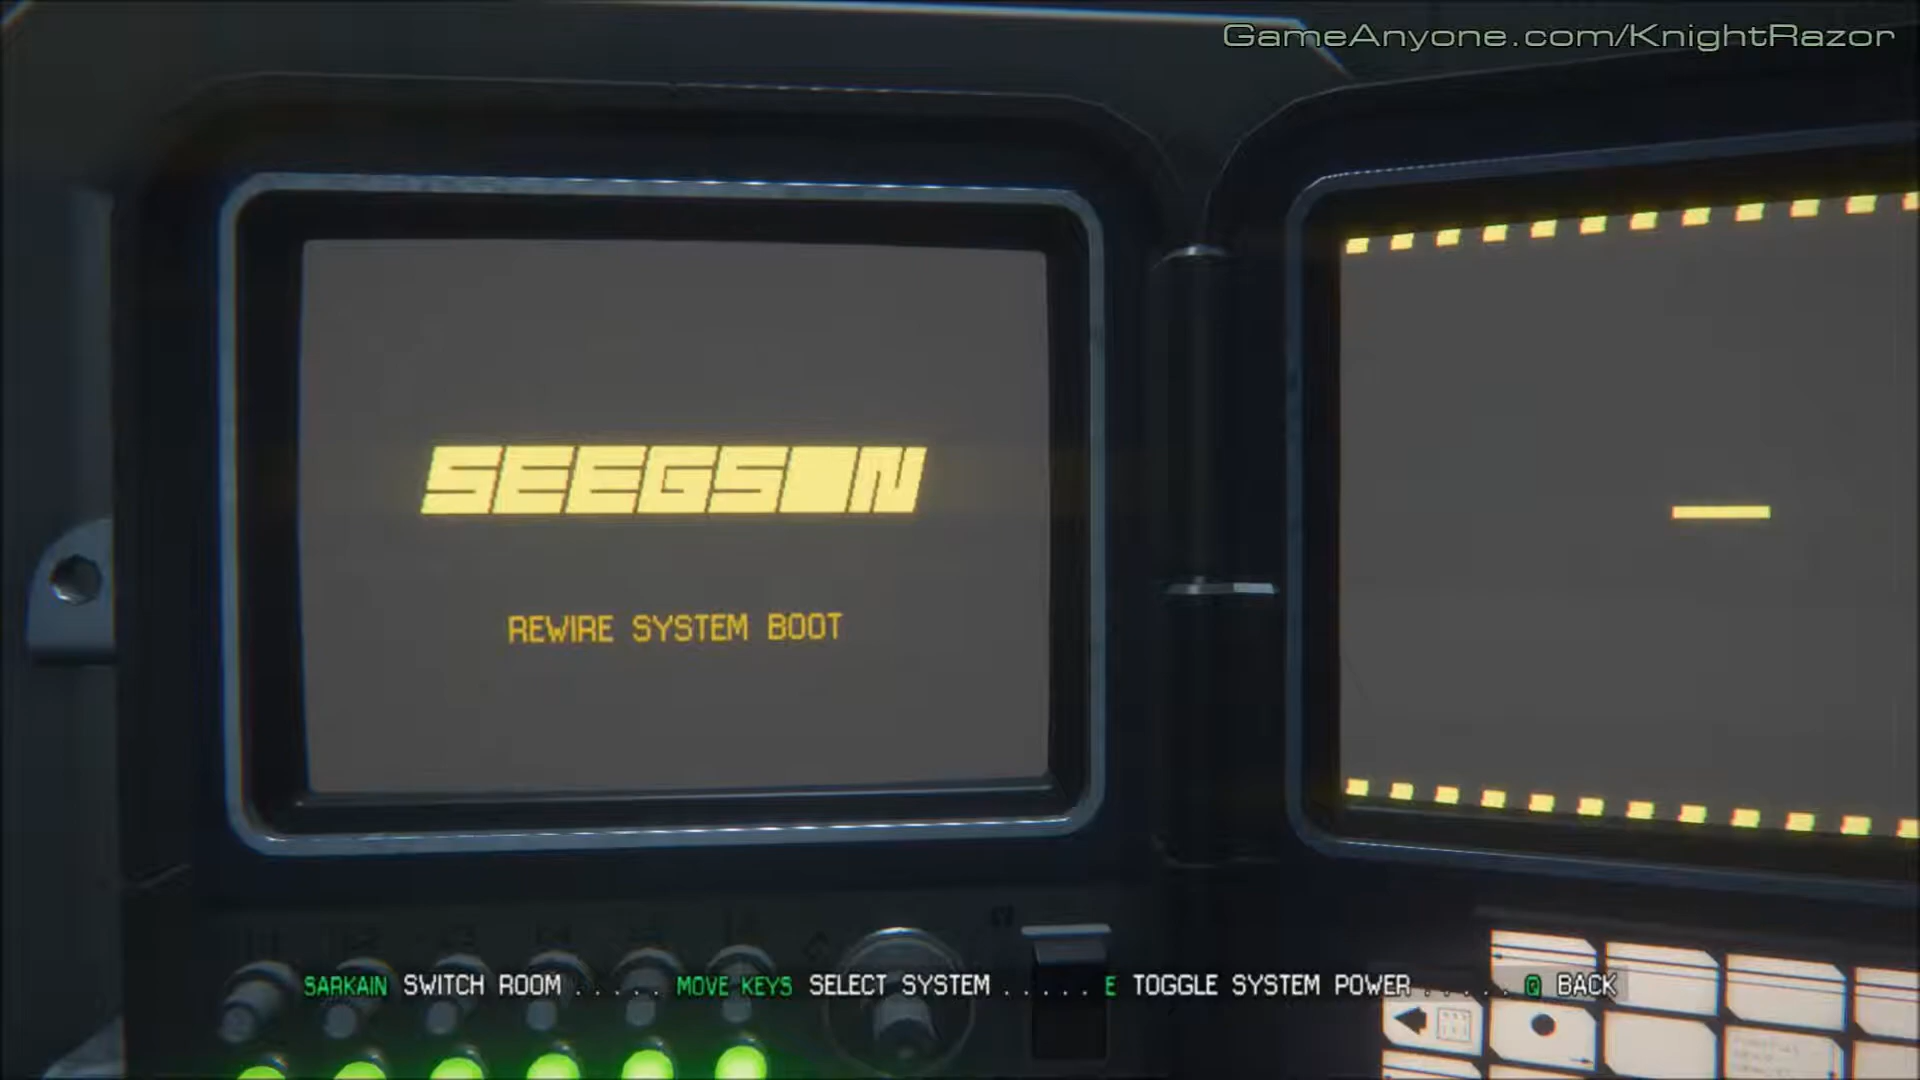 GameAnyone.com/KnightRazor
SEEGSON
REWIRE SYSTEM BOOT
SARKAIN SWITCH ROOM ..... MOVE KEYS SELECT SYSTEM ..... E TOGGLE SYSTEM POWER ..... Q BACK